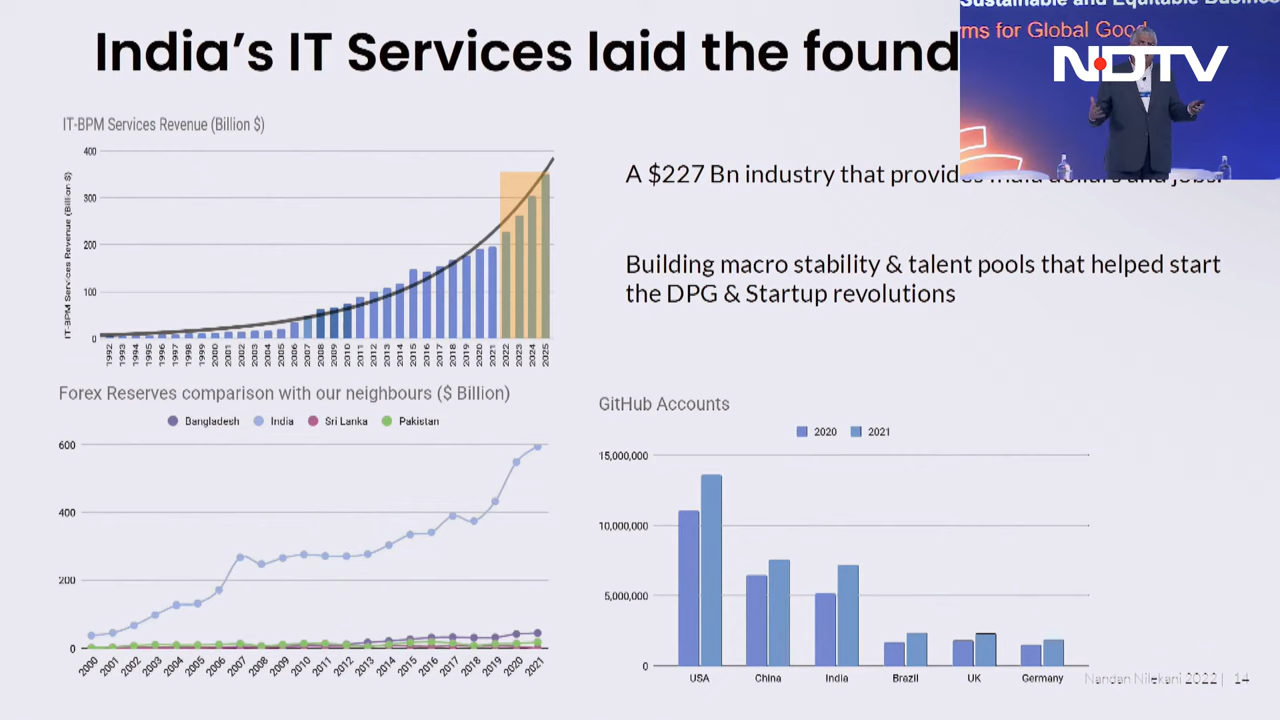 India's IT Services laid the found
Sustainable and Equitable Busine
rms for Global Good
NDTV
IT-BPM Services Revenue (Billion $)
IT-BPM Services Revenue (Billion $)
400
300
200
100
0
1992 1993 1994 1995 1996 1997 1998 1999 2000 2001 2002 2003 2004 2005 2006 2007 2008 2009 2010 2011 2012 2013 2014 2015 2016 2017 2018 2019 2020 2021 2022 2023 2024 2025
A $227 Bn industry that provides India dollars and jobs.
Building macro stability & talent pools that helped start
the DPG & Startup revolutions
Forex Reserves comparison with our neighbours ($ Billion)
Bangladesh India Sri Lanka Pakistan
600
400
200
0
2000 2001 2002 2003 2004 2005 2006 2007 2008 2009 2010 2011 2012 2013 2014 2015 2016 2017 2018 2019 2020 2021
GitHub Accounts
2020 2021
15,000,000
10,000,000
5,000,000
0
USA China India Brazil UK Germany
Nandan Nilekani 2022 | 14